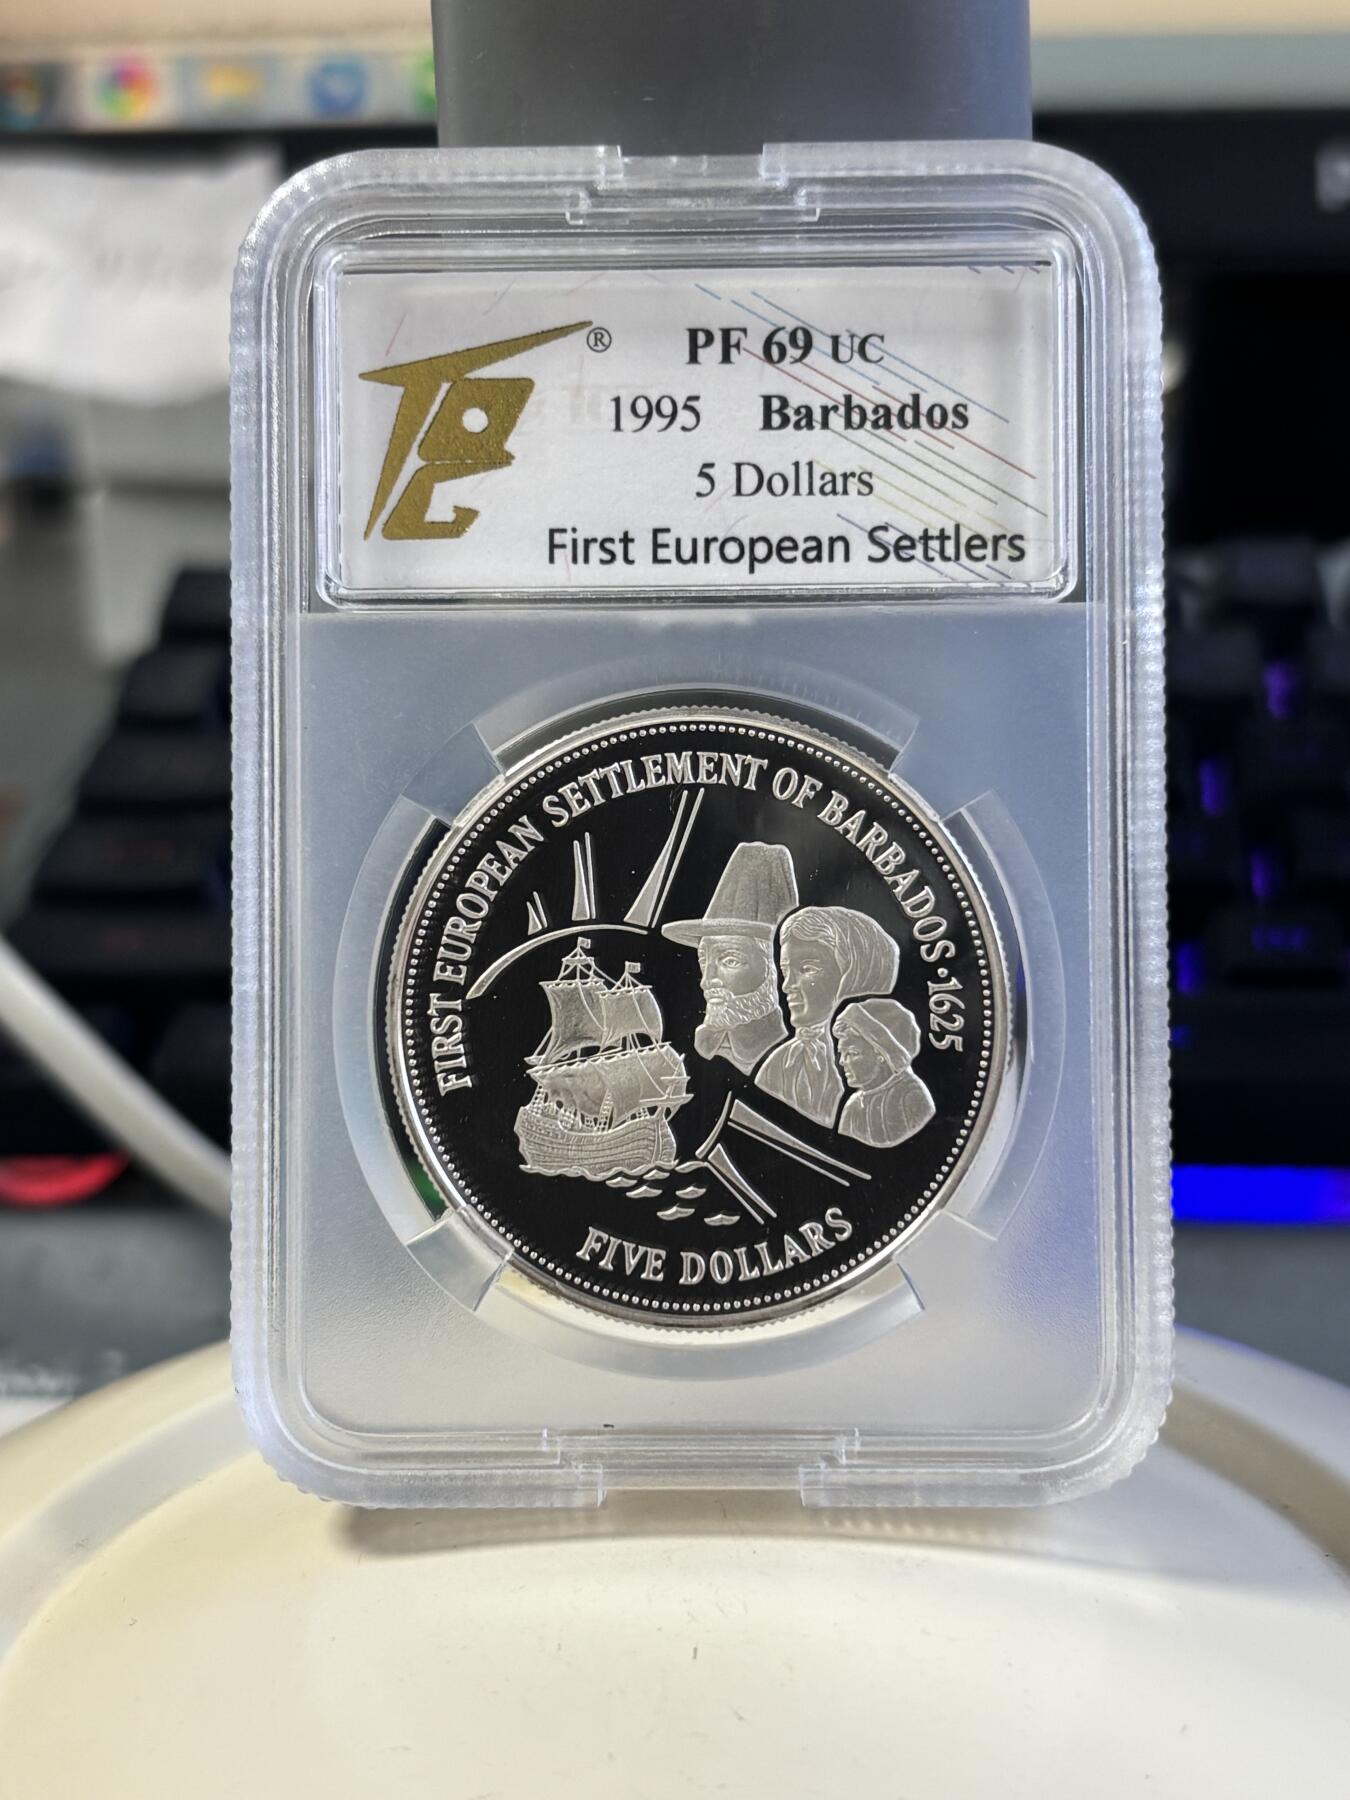 ®
PF 69 UC
1995 Barbados
5 Dollars
First European Settlers
FIRST EUROPEAN SETTLEMENT OF BARBADOS · 1625
FIVE DOLLARS